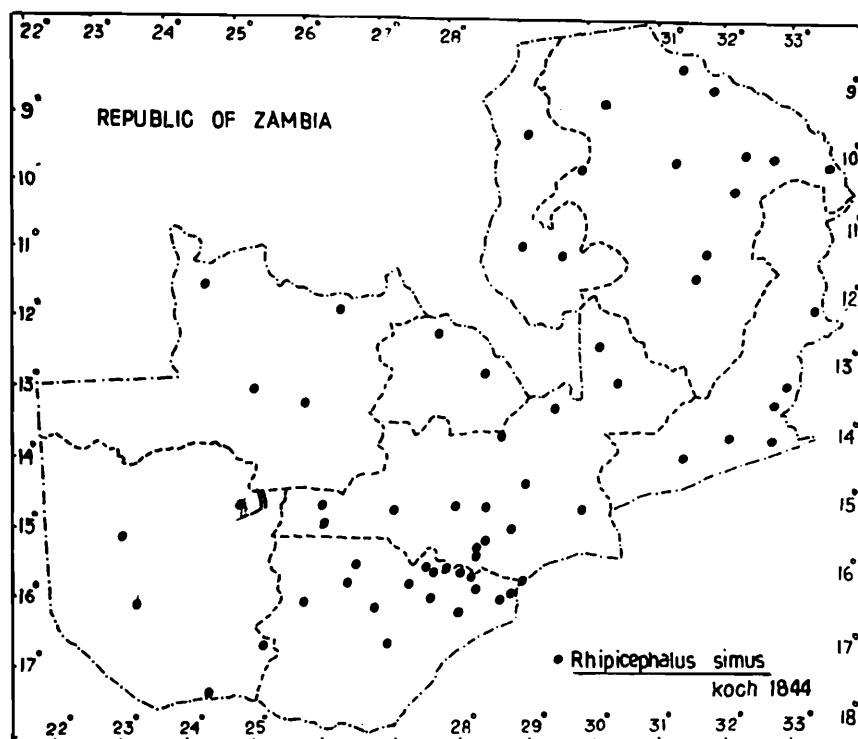 22° 23° 24° 25° 26° 27° 28° 31° 32° 33°
REPUBLIC OF ZAMBIA
9° 9°
10° 10°
11° 11°
12° 12°
13° 13°
14° 14°
15° 15°
16° 16°
17° 17°
Rhipicephalus simus
koch 1844
18°
22° 23° 24° 25° 26° 27° 28° 29° 30° 31° 32° 33°